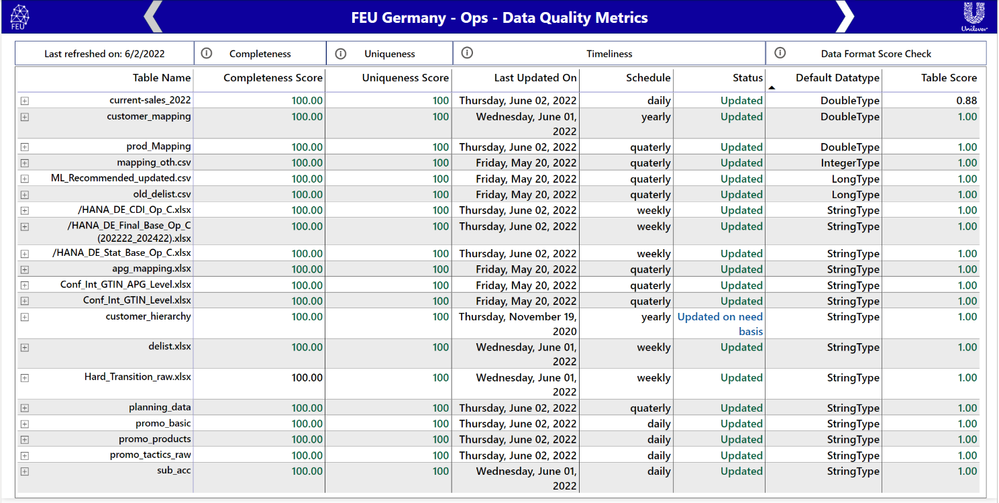 FEU
FEU Germany - Ops - Data Quality Metrics
Unilever
Last refreshed on: 6/2/2022 Completeness Uniqueness Timeliness Data Format Score Check
Table Name Completeness Score Uniqueness Score Last Updated On Schedule Status Default Datatype Table Score
current-sales_2022 100.00 100 Thursday, June 02, 2022 daily Updated DoubleType 0.88
customer_mapping 100.00 100 Wednesday, June 01, yearly Updated DoubleType 1.00
2022
prod_Mapping 100.00 100 Thursday, June 02, 2022 quaterly Updated DoubleType 1.00
mapping_oth.csv 100.00 100 Friday, May 20, 2022 quaterly Updated IntegerType 1.00
ML_Recommended_updated.csv 100.00 100 Friday, May 20, 2022 quaterly Updated LongType 1.00
old_delist.csv 100.00 100 Friday, May 20, 2022 quaterly Updated LongType 1.00
/HANA_DE_CDI_Op_C.xlsx 100.00 100 Thursday, June 02, 2022 weekly Updated StringType 1.00
/HANA_DE_Final_Base_Op_C 100.00 100 Thursday, June 02, 2022 weekly Updated StringType 1.00
(202222_202422).xlsx
/HANA_DE_Stat_Base_Op_C.xlsx 100.00 100 Thursday, June 02, 2022 weekly Updated StringType 1.00
apg_mapping.xlsx 100.00 100 Friday, May 20, 2022 quaterly Updated StringType 1.00
Conf_Int_GTIN_APG_Level.xlsx 100.00 100 Friday, May 20, 2022 quaterly Updated StringType 1.00
Conf_Int_GTIN_Level.xlsx 100.00 100 Friday, May 20, 2022 quaterly Updated StringType 1.00
customer_hierarchy 100.00 100 Thursday, November 19, yearly Updated on need StringType 1.00
2020 basis
delist.xlsx 100.00 100 Wednesday, June 01, weekly Updated StringType 1.00
2022
Hard_Transition_raw.xlsx 100.00 100 Wednesday, June 01, weekly Updated StringType 1.00
2022
planning_data 100.00 100 Thursday, June 02, 2022 quaterly Updated StringType 1.00
promo_basic 100.00 100 Thursday, June 02, 2022 daily Updated StringType 1.00
promo_products 100.00 100 Thursday, June 02, 2022 daily Updated StringType 1.00
promo_tactics_raw 100.00 100 Thursday, June 02, 2022 daily Updated StringType 1.00
sub_acc 100.00 100 Wednesday, June 01, daily Updated StringType 1.00
2022